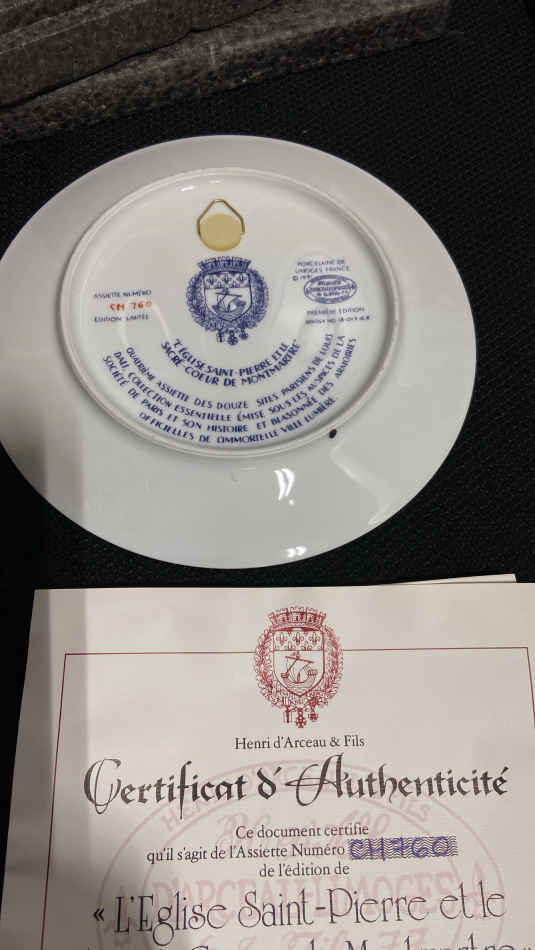 ASSIETTE NUMÉRO
CH 760
EDITION LIMITÉE
PORCELAINE DE
LIMOGES FRANCE
PREMIÈRE EDITION
"L'ÉGLISE SAINT-PIERRE ET LE
SACRÉ-COEUR DE MONTMARTRE"
QUATRIÈME ASSIETTE DES DOUZE SITES PARISIENS DE LOUIS
DALI, COLLECTION ESSENTIELLE ÉMISE SOUS LES AUSPICES DE LA
SOCIÉTÉ DE PARIS ET SON HISTOIRE ET BLASONNÉE DES ARMOIRIES
OFFICIELLES DE L'IMMORTELLE VILLE LUMIÈRE.
Henri d'Arceau & Fils
Certificat d'Authenticité
Ce document certifie
qu'il s'agit de l'Assiette Numéro CH760
de l'édition de
« L'Eglise Saint-Pierre et le